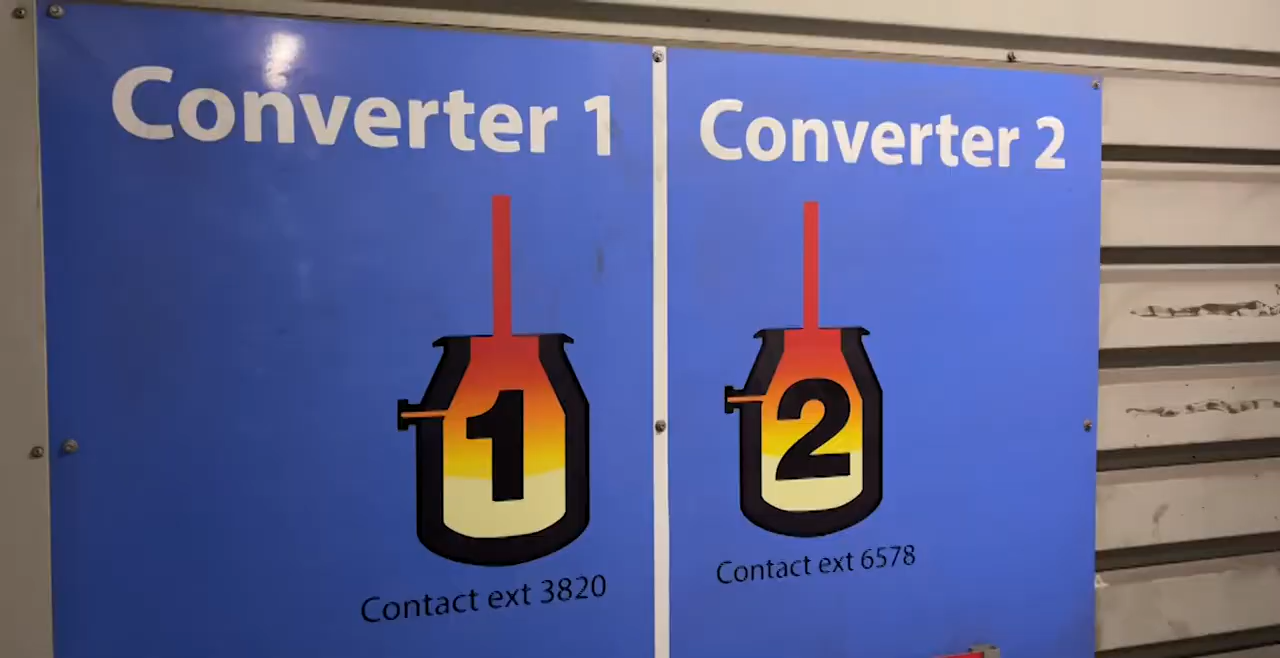 Converter 1
1
Contact ext 3820
Converter 2
2
Contact ext 6578